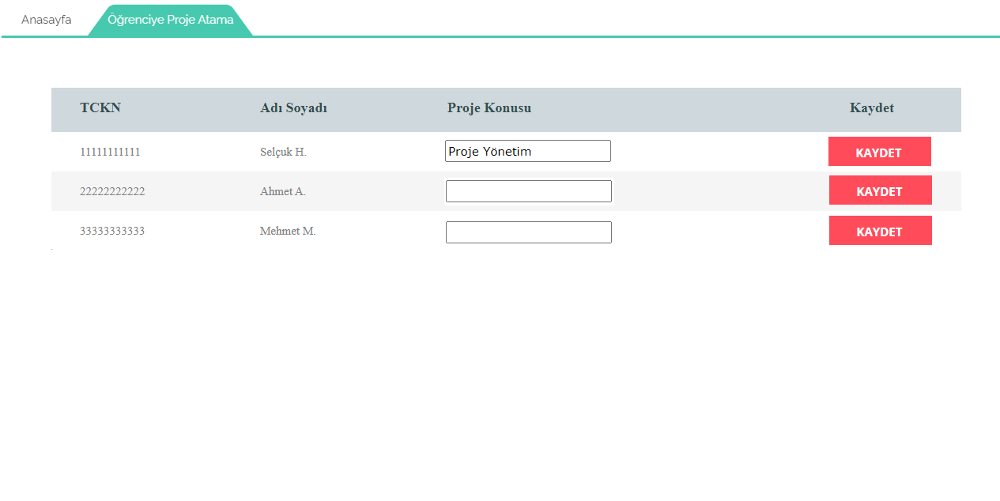 Anasayfa Öğrenciye Proje Atama
TCKN Adı Soyadı Proje Konusu Kaydet
11111111111 Selçuk H. Proje Yönetim KAYDET
22222222222 Ahmet A. KAYDET
33333333333 Mehmet M. KAYDET